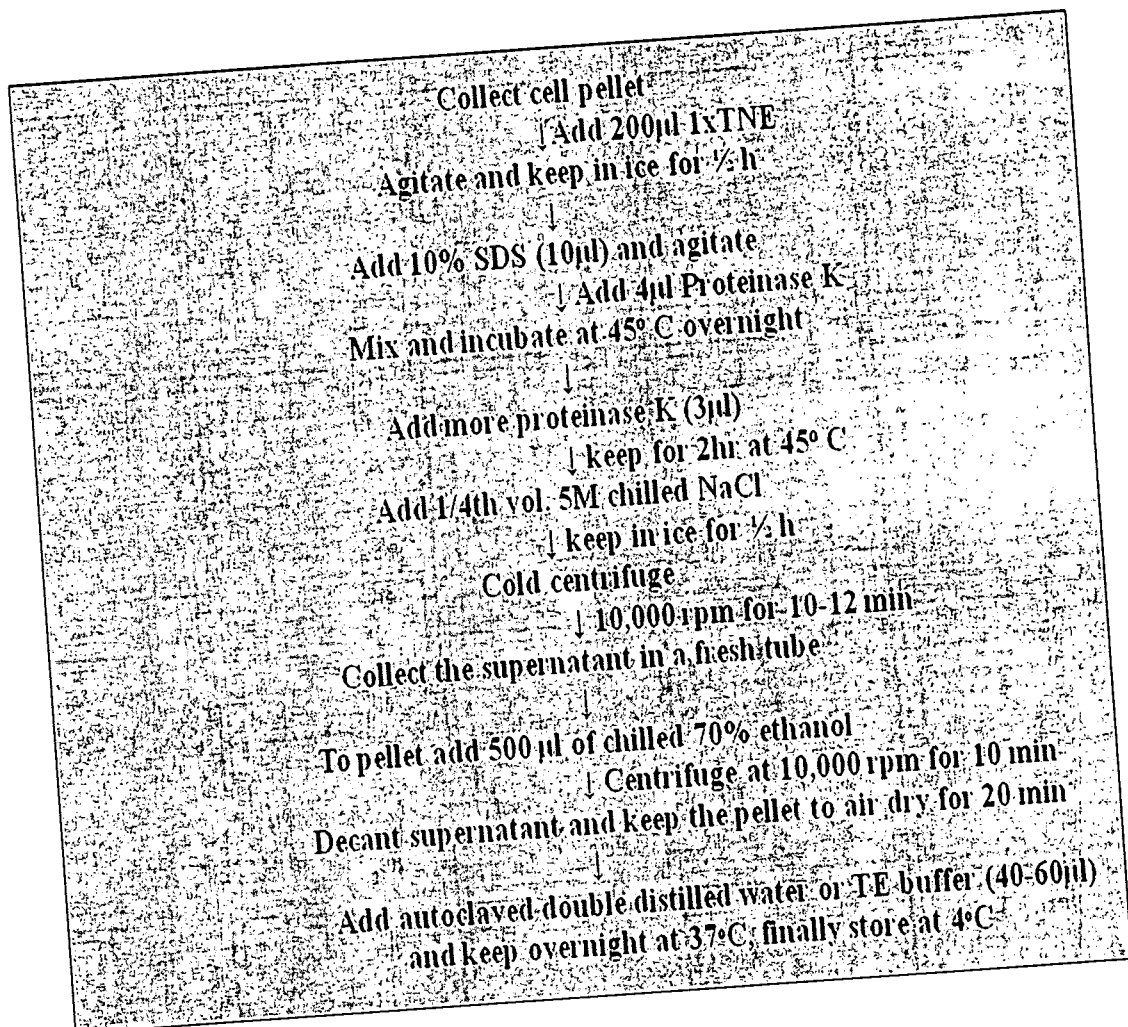 Collect cell pellet
↓ Add 200µl 1xTNE
Agitate and keep in ice for ½ h
↓
Add 10% SDS (10µl) and agitate
↓ Add 4µl Proteinase K
Mix and incubate at 45º C overnight
↓
Add more proteinase K (3µl)
↓ keep for 2hr at 45º C
Add 1/4th vol. 5M chilled NaCl
↓ keep in ice for ½ h
Cold centrifuge
↓ 10,000 rpm for 10-12 min
Collect the supernatant in a fresh tube
↓
To pellet add 500 µl of chilled 70% ethanol
↓ Centrifuge at 10,000 rpm for 10 min
Decant supernatant and keep the pellet to air dry for 20 min
↓
Add autoclaved double distilled water or TE buffer (40-60µl)
and keep overnight at 37ºC, finally store at 4ºC